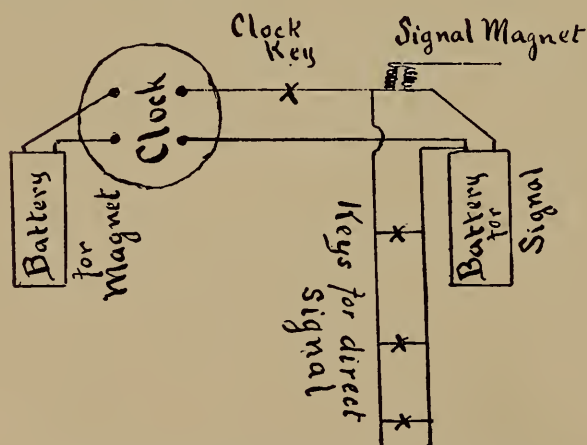 Clock
Key
Signal Magnet
Clock
Battery
for
Magnet
Battery
for
Signal
Keys for direct
Signal